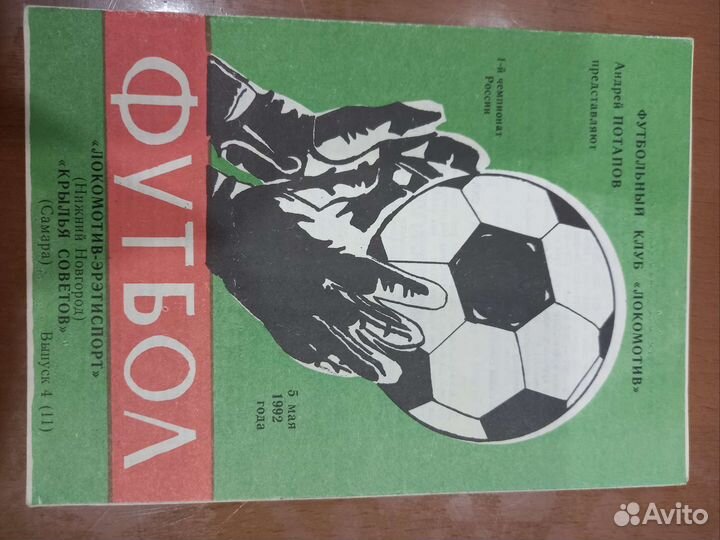 ФУТБОЛЬНЫЙ КЛУБ «ЛОКОМОТИВ»
Андрей ПОТАПОВ
представляют
1-й чемпионат
России
5 мая
1992
года
ФУТБОЛ
«ЛОКОМОТИВ-ЭРЭТИСПОРТ»
(Нижний Новгород)
«КРЫЛЬЯ СОВЕТОВ»
(Самара)
Выпуск 4 (11)
Avito